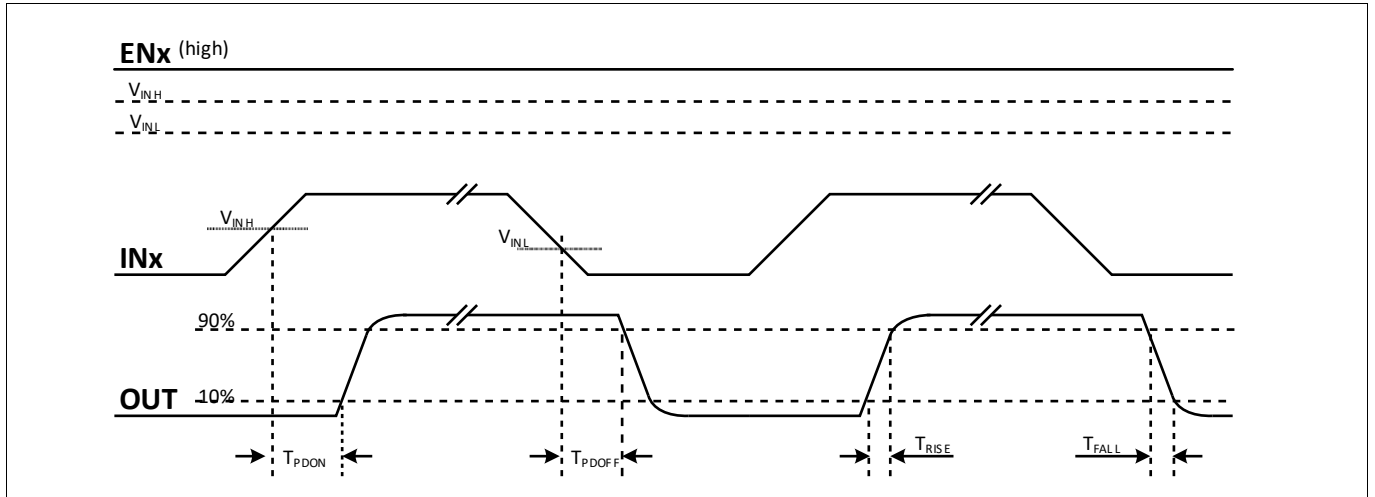 ENx (high)
VINH
VINL
VINH
VINL
INx
90%
OUT 10%
TPDON TPDOFF TRISE TFALL